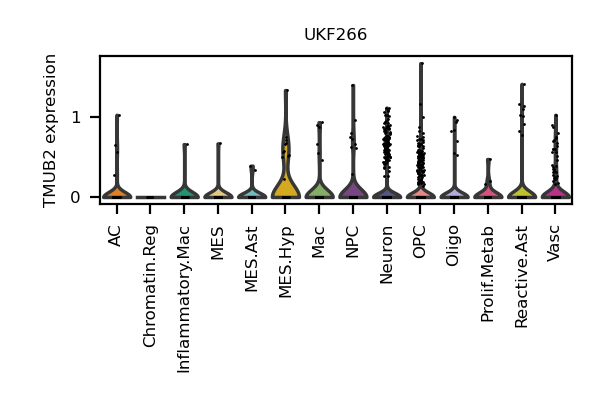 UKF266
TMUB2 expression
1
0
AC
Chromatin.Reg
Inflammatory.Mac
MES
MES.Ast
MES.Hyp
Mac
NPC
Neuron
OPC
Oligo
Prolif.Metab
Reactive.Ast
Vasc